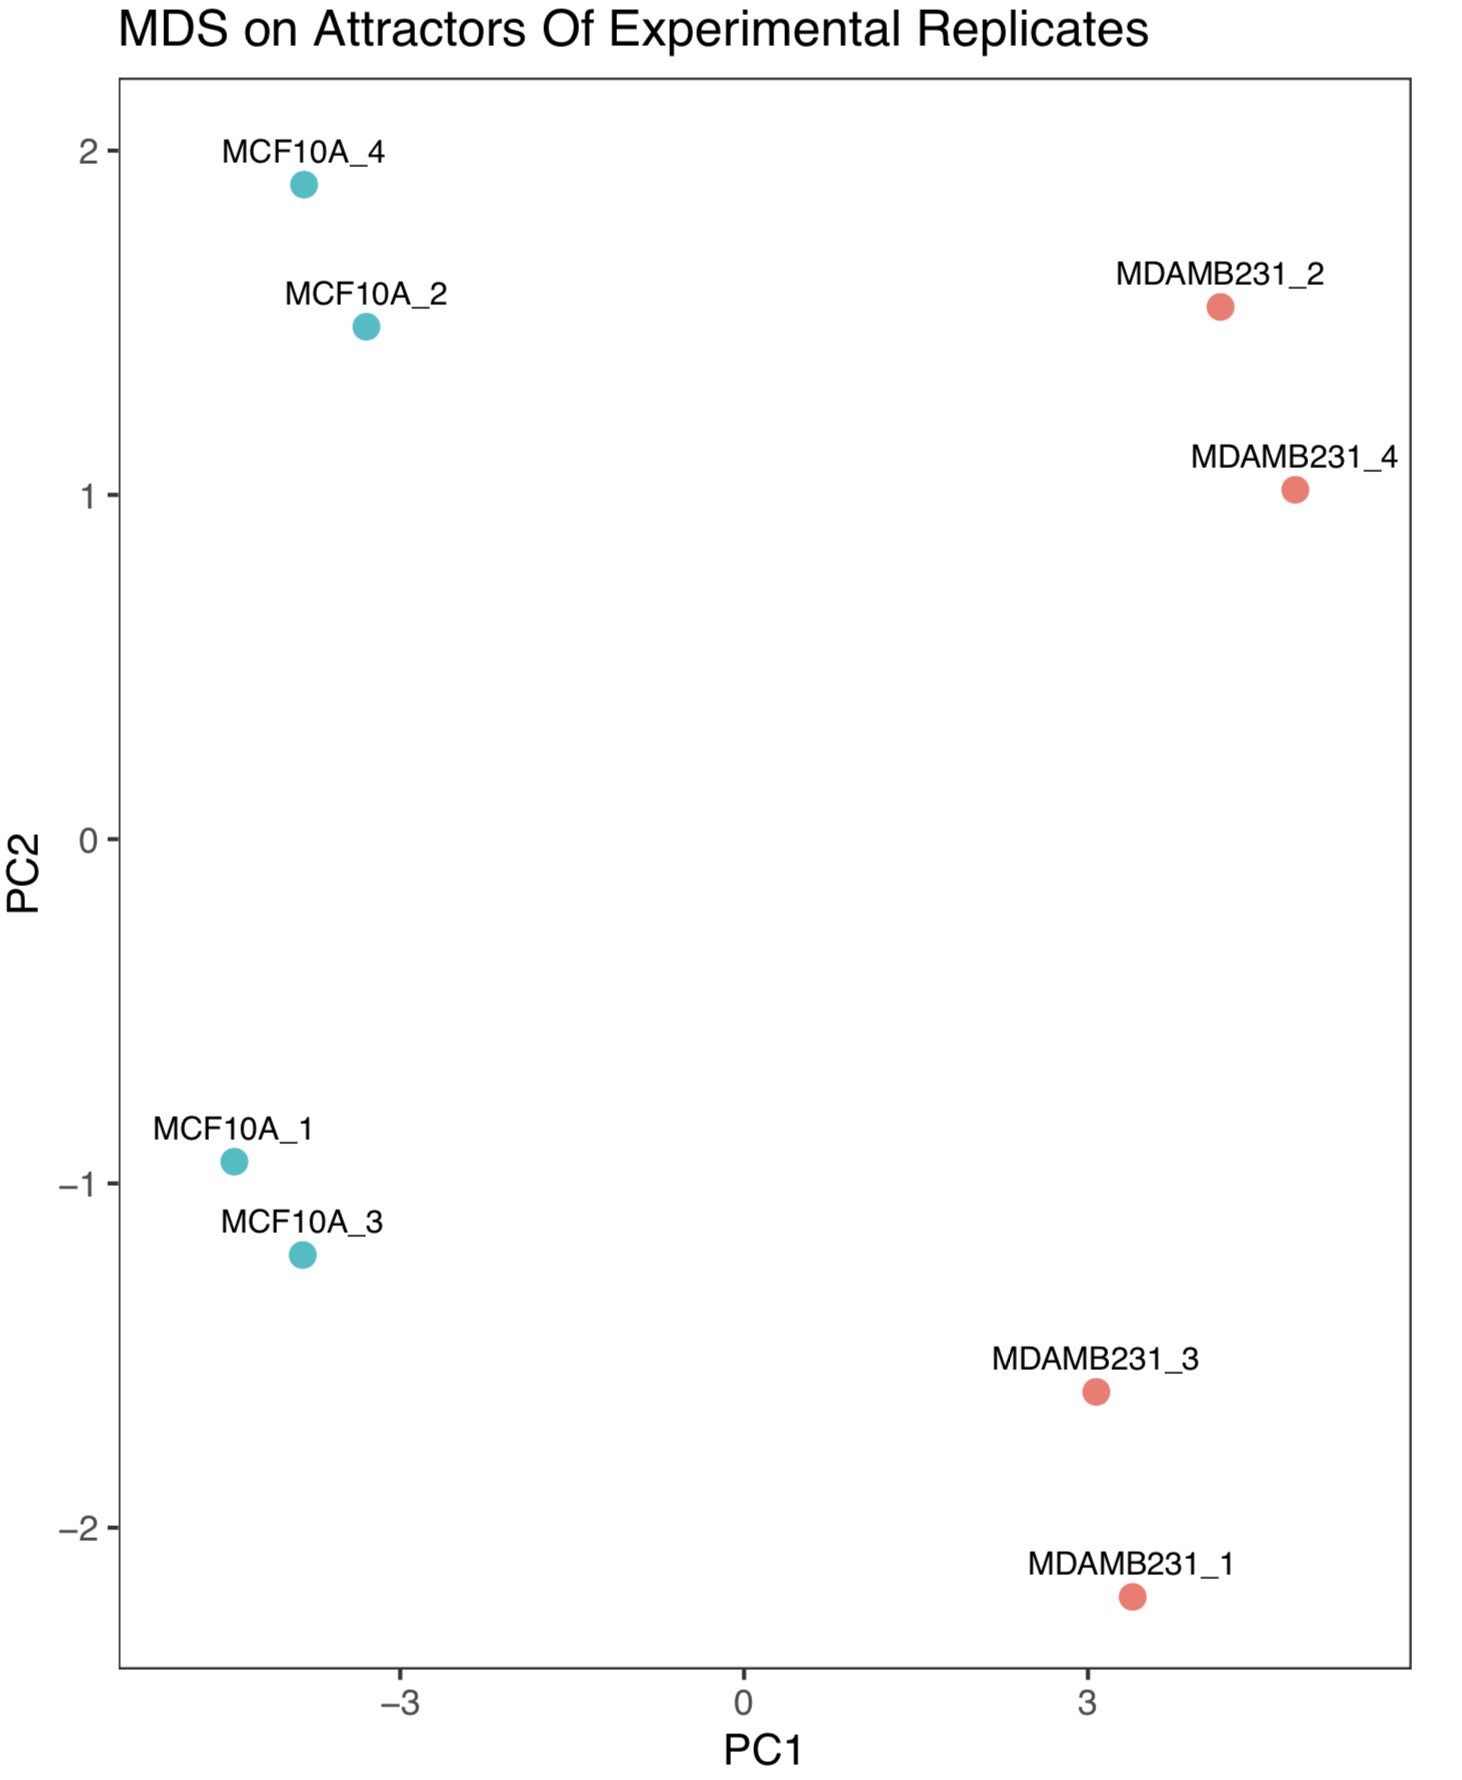 MDS on Attractors Of Experimental Replicates
MCF10A_4
MCF10A_2
MDAMB231_2
MDAMB231_4
MCF10A_1
MCF10A_3
MDAMB231_3
MDAMB231_1
2
1
0
−1
−2
PC2
−3
0
3
PC1